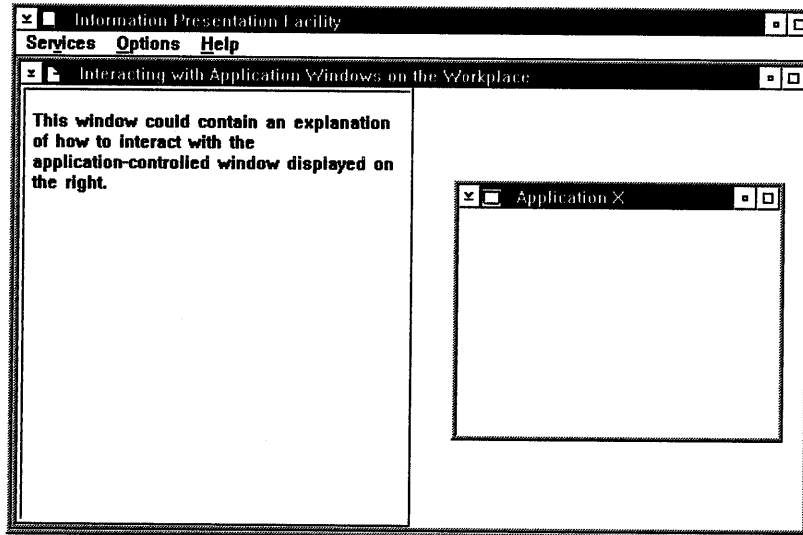 Information Presentation Facility
Services Options Help
Interacting with Application Windows on the Workplace
This window could contain an explanation
of how to interact with the
application-controlled window displayed on
the right.
Application X